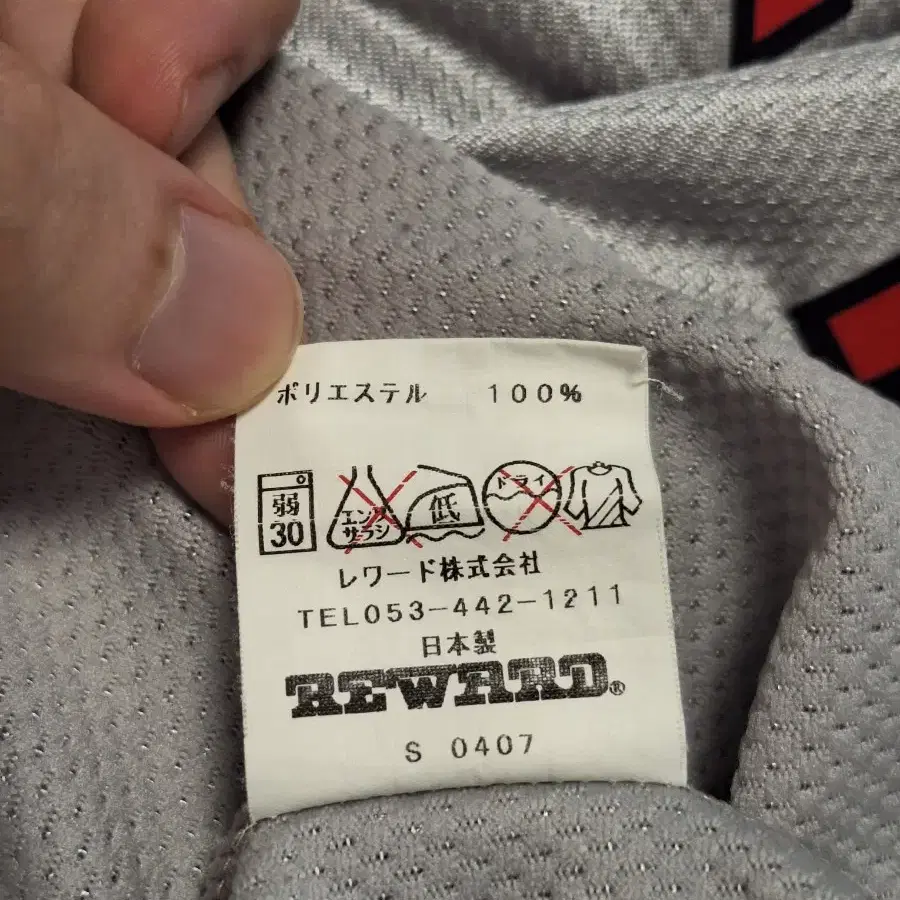 ポリエステル 100%
弱
30
エンソ
サラシ
低
ドライ
レワード株式会社
TEL053-442-1211
日本製
REWARD®
S 0407